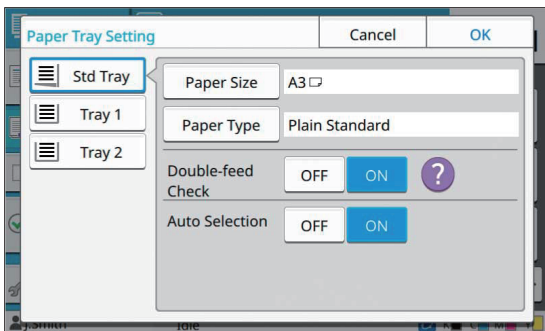 Paper Tray Setting Cancel OK
Std Tray
Tray 1
Tray 2
Paper Size A3
Paper Type Plain Standard
Double-feed
Check
OFF ON ?
Auto Selection OFF ON
J.Smith Idle K C M Y